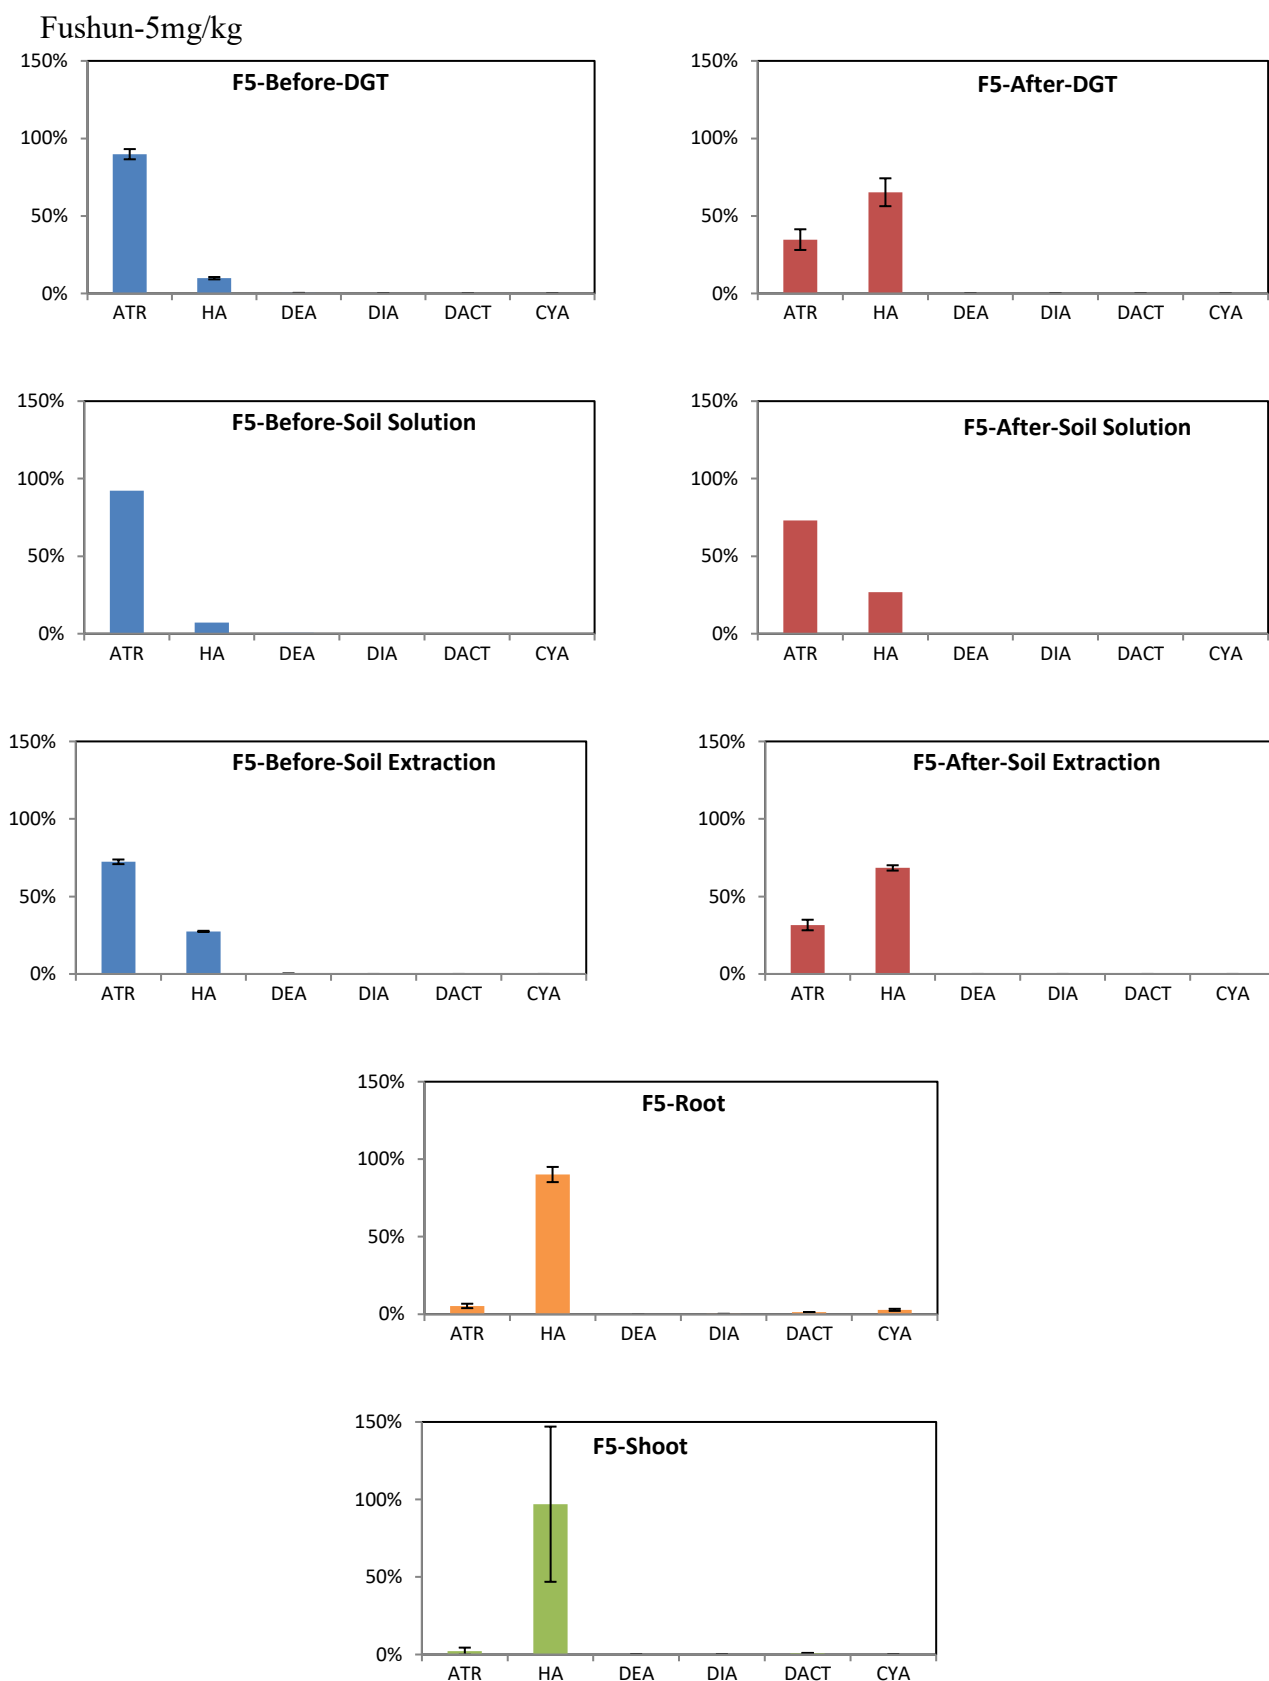 Fushun-5mg/kg
F5-Before-DGT
150%
100%
50%
0%
ATR HA DEA DIA DACT CYA
F5-After-DGT
150%
100%
50%
0%
ATR HA DEA DIA DACT CYA
F5-Before-Soil Solution
150%
100%
50%
0%
ATR HA DEA DIA DACT CYA
F5-After-Soil Solution
150%
100%
50%
0%
ATR HA DEA DIA DACT CYA
F5-Before-Soil Extraction
150%
100%
50%
0%
ATR HA DEA DIA DACT CYA
F5-After-Soil Extraction
150%
100%
50%
0%
ATR HA DEA DIA DACT CYA
F5-Root
150%
100%
50%
0%
ATR HA DEA DIA DACT CYA
F5-Shoot
150%
100%
50%
0%
ATR HA DEA DIA DACT CYA